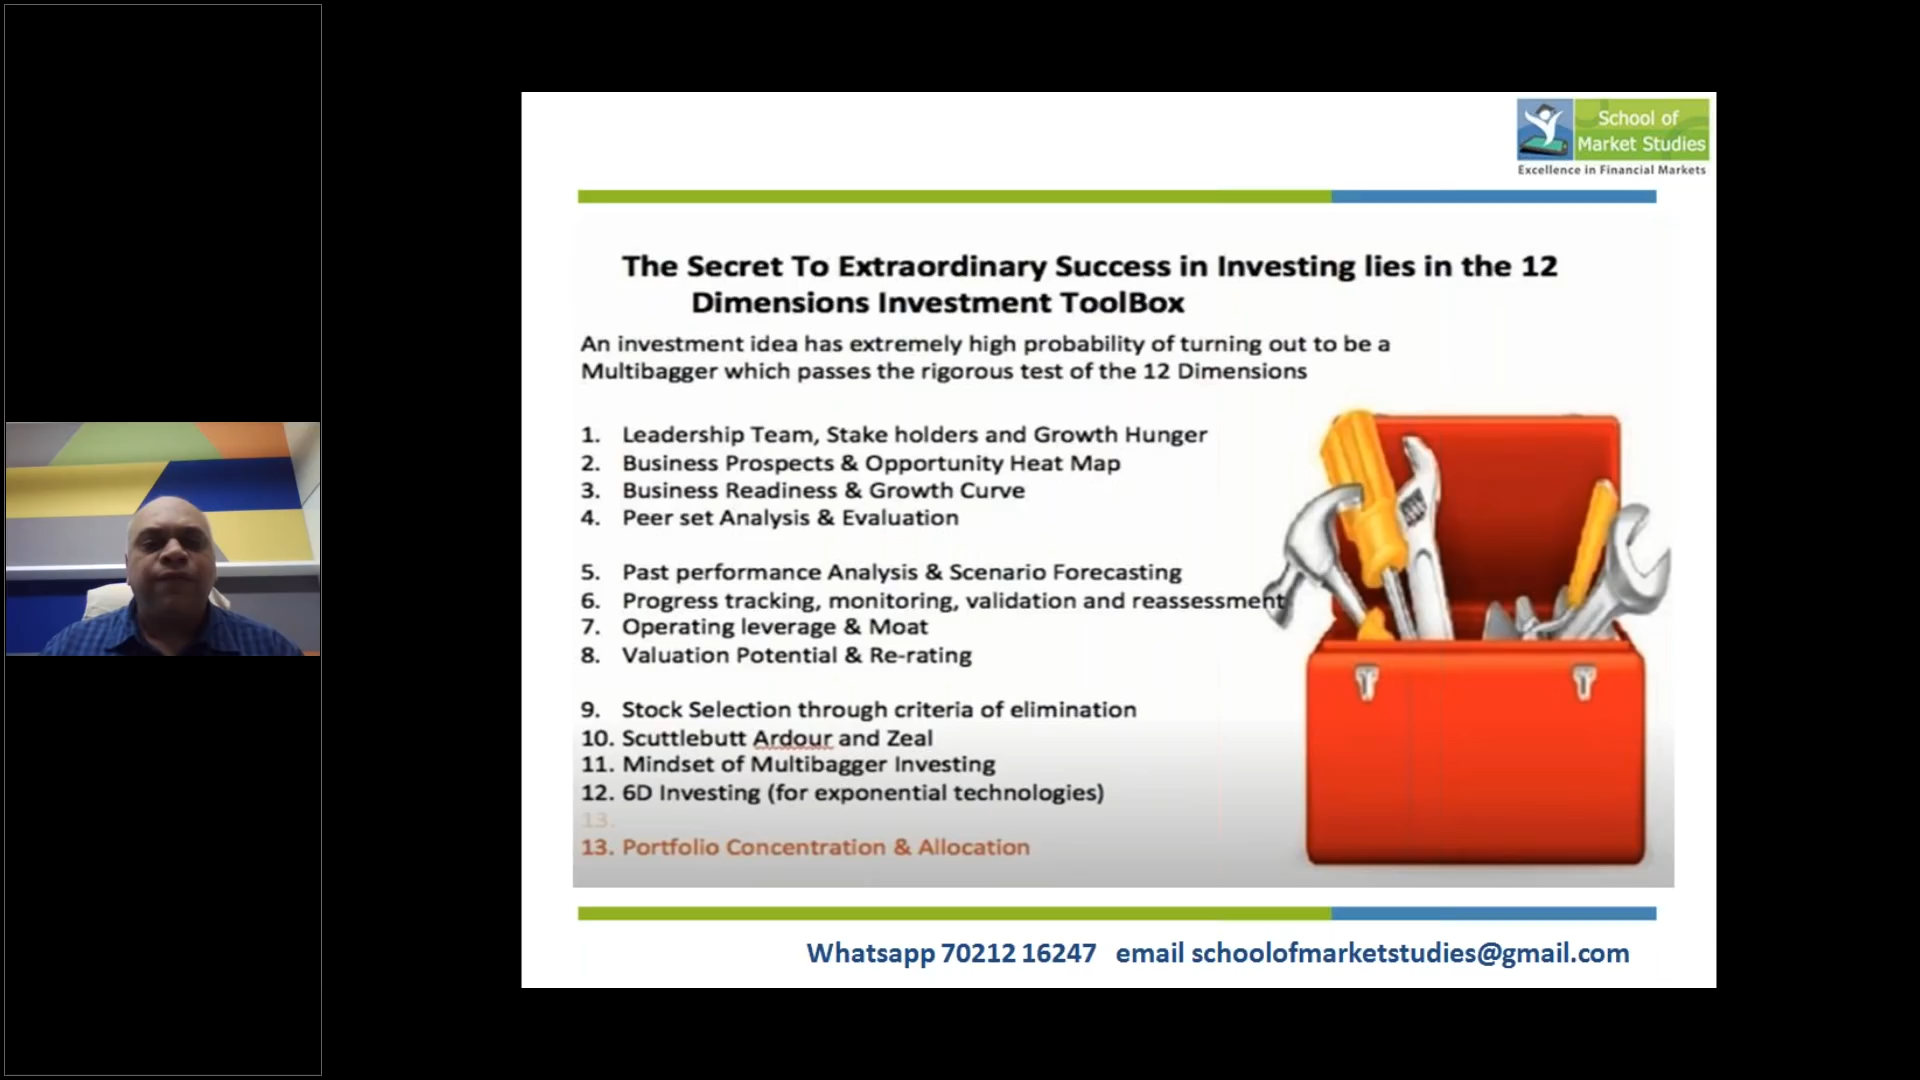 School of
Market Studies
Excellence in Financial Markets
The Secret To Extraordinary Success in Investing lies in the 12
Dimensions Investment ToolBox
An investment idea has extremely high probability of turning out to be a
Multibagger which passes the rigorous test of the 12 Dimensions
1. Leadership Team, Stake holders and Growth Hunger
2. Business Prospects & Opportunity Heat Map
3. Business Readiness & Growth Curve
4. Peer set Analysis & Evaluation
5. Past performance Analysis & Scenario Forecasting
6. Progress tracking, monitoring, validation and reassessment
7. Operating leverage & Moat
8. Valuation Potential & Re-rating
9. Stock Selection through criteria of elimination
10. Scuttlebutt Ardour and Zeal
11. Mindset of Multibagger Investing
12. 6D Investing (for exponential technologies)
13.
13. Portfolio Concentration & Allocation
Whatsapp 70212 16247 email schoolofmarketstudies@gmail.com